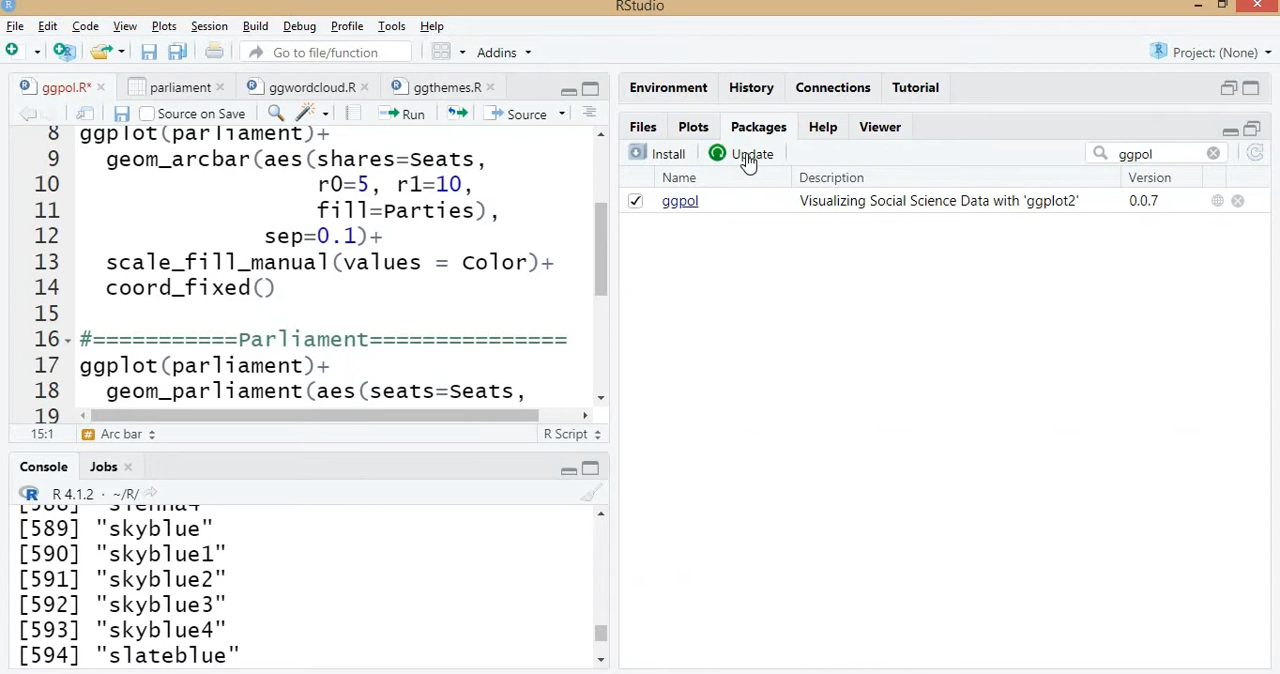 RStudio
File Edit Code View Plots Session Build Debug Profile Tools Help
Go to file/function Addins Project: (None)
ggpol.R* parliament ggwordcloud.R ggthemes.R
Source on Save Run Source
8 ggplot(parliament)+
9 geom_arcbar(aes(shares=Seats,
10 r0=5, r1=10,
11 fill=Parties),
12 sep=0.1)+
13 scale_fill_manual(values = Color)+
14 coord_fixed()
15
16 #===========Parliament===============
17 ggplot(parliament)+
18 geom_parliament(aes(seats=Seats,
19
15:1 # Arc bar R Script
Console Jobs
R 4.1.2 · ~/R/
[588] "sienna4"
[589] "skyblue"
[590] "skyblue1"
[591] "skyblue2"
[592] "skyblue3"
[593] "skyblue4"
[594] "slateblue"
Environment History Connections Tutorial
Files Plots Packages Help Viewer
Install Update ggpol
Name Description Version
ggpol Visualizing Social Science Data with 'ggplot2' 0.0.7